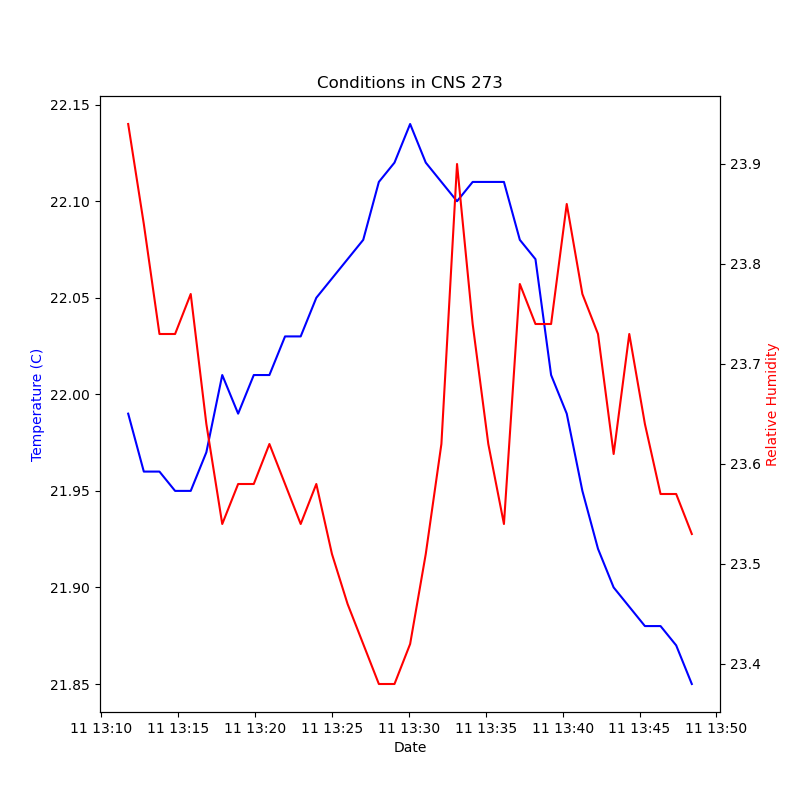 Conditions in CNS 273
22.15
22.10
22.05
22.00
21.95
21.90
21.85
Temperature (C)
23.9
23.8
23.7
23.6
23.5
23.4
Relative Humidity
11 13:10 11 13:15 11 13:20 11 13:25 11 13:30 11 13:35 11 13:40 11 13:45 11 13:50
Date